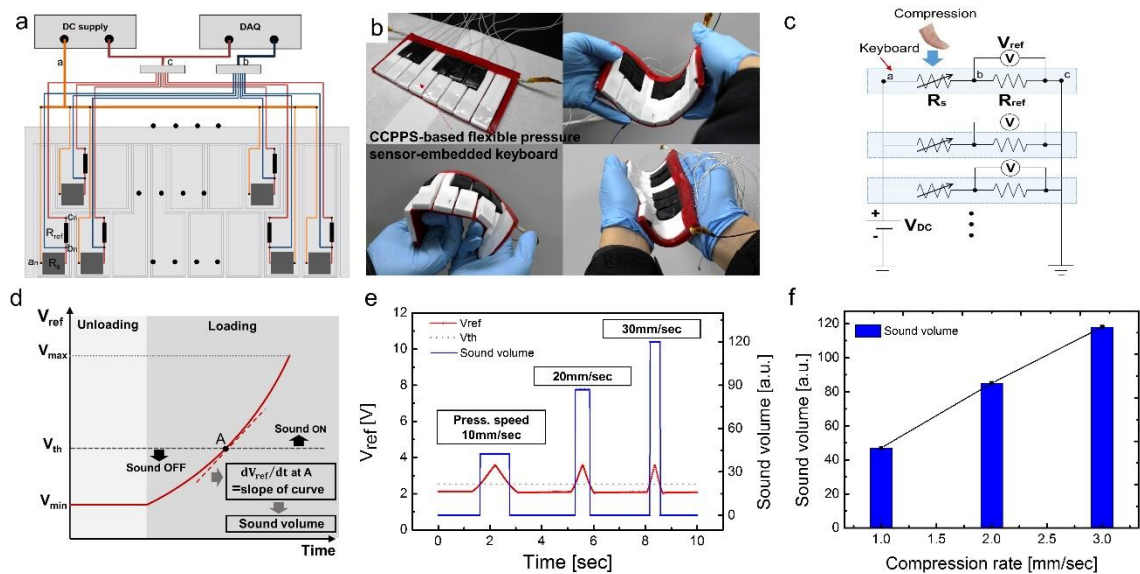 a
DC supply
DAQ
a
c
b
Cn
Rref
bn
an
Rs
b
CCPPS-based flexible pressure
sensor-embedded keyboard
c
Compression
Keyboard
Vref
V
a
b
c
Rs
Rref
V
V
+
-
VDC
d
Vref
Unloading
Loading
Vmax
A
Sound ON
Vth
Sound OFF
dVref/dt at A
=slope of curve
Vmin
Sound volume
Time
e
12
10
8
6
4
2
0
Vref [V]
Vref
Vth
Sound volume
30mm/sec
20mm/sec
Press. speed
10mm/sec
120
90
60
30
0
Sound volume [a.u.]
0 2 4 6 8 10
Time [sec]
f
120
100
80
60
40
20
0
Sound volume [a.u.]
Sound volume
1.0 1.5 2.0 2.5 3.0
Compression rate [mm/sec]